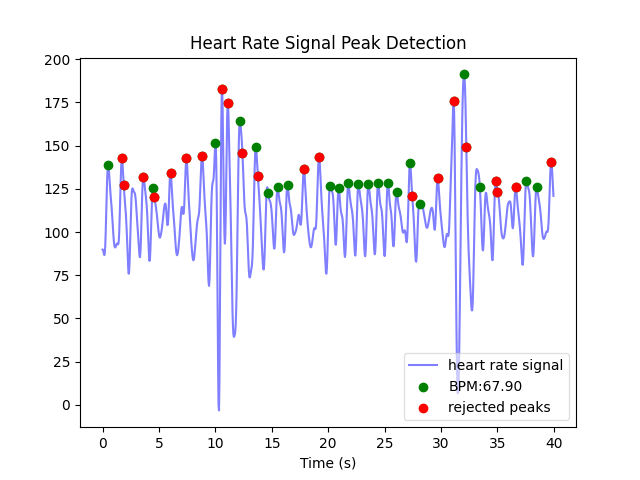 Heart Rate Signal Peak Detection
200
175
150
125
100
75
50
25
0
heart rate signal
BPM:67.90
rejected peaks
0 5 10 15 20 25 30 35 40
Time (s)